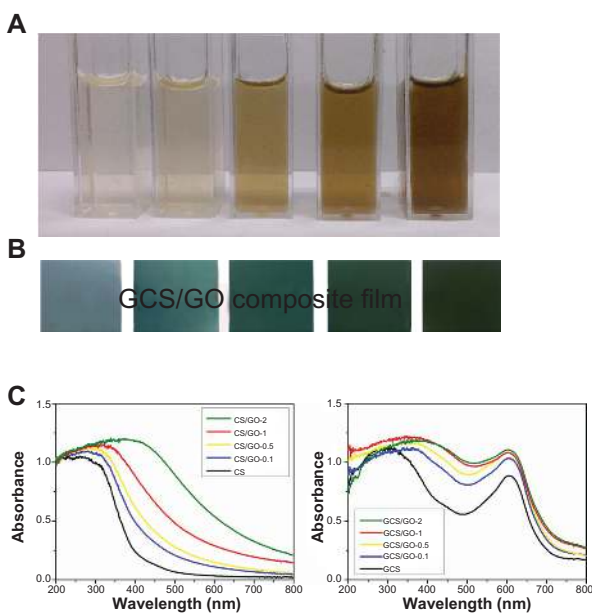 A
B
GCS/GO composite film
C
1.5
1.0
0.5
0.0
Absorbance
200 300 400 500 600 700 800
Wavelength (nm)
CS/GO-2
CS/GO-1
CS/GO-0.5
CS/GO-0.1
CS
1.5
1.0
0.5
0.0
Absorbance
200 300 400 500 600 700 800
Wavelength (nm)
GCS/GO-2
GCS/GO-1
GCS/GO-0.5
GCS/GO-0.1
GCS